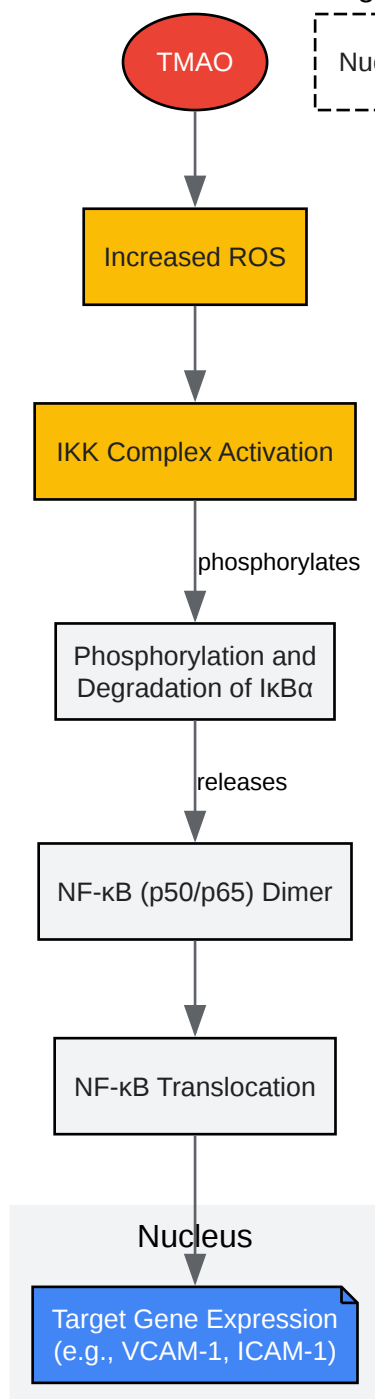 TMAO
Increased ROS
IKK Complex Activation
phosphorylates
Phosphorylation and
Degradation of IκBα
releases
NF-κB (p50/p65) Dimer
NF-κB Translocation
Nucleus
Target Gene Expression
(e.g., VCAM-1, ICAM-1)